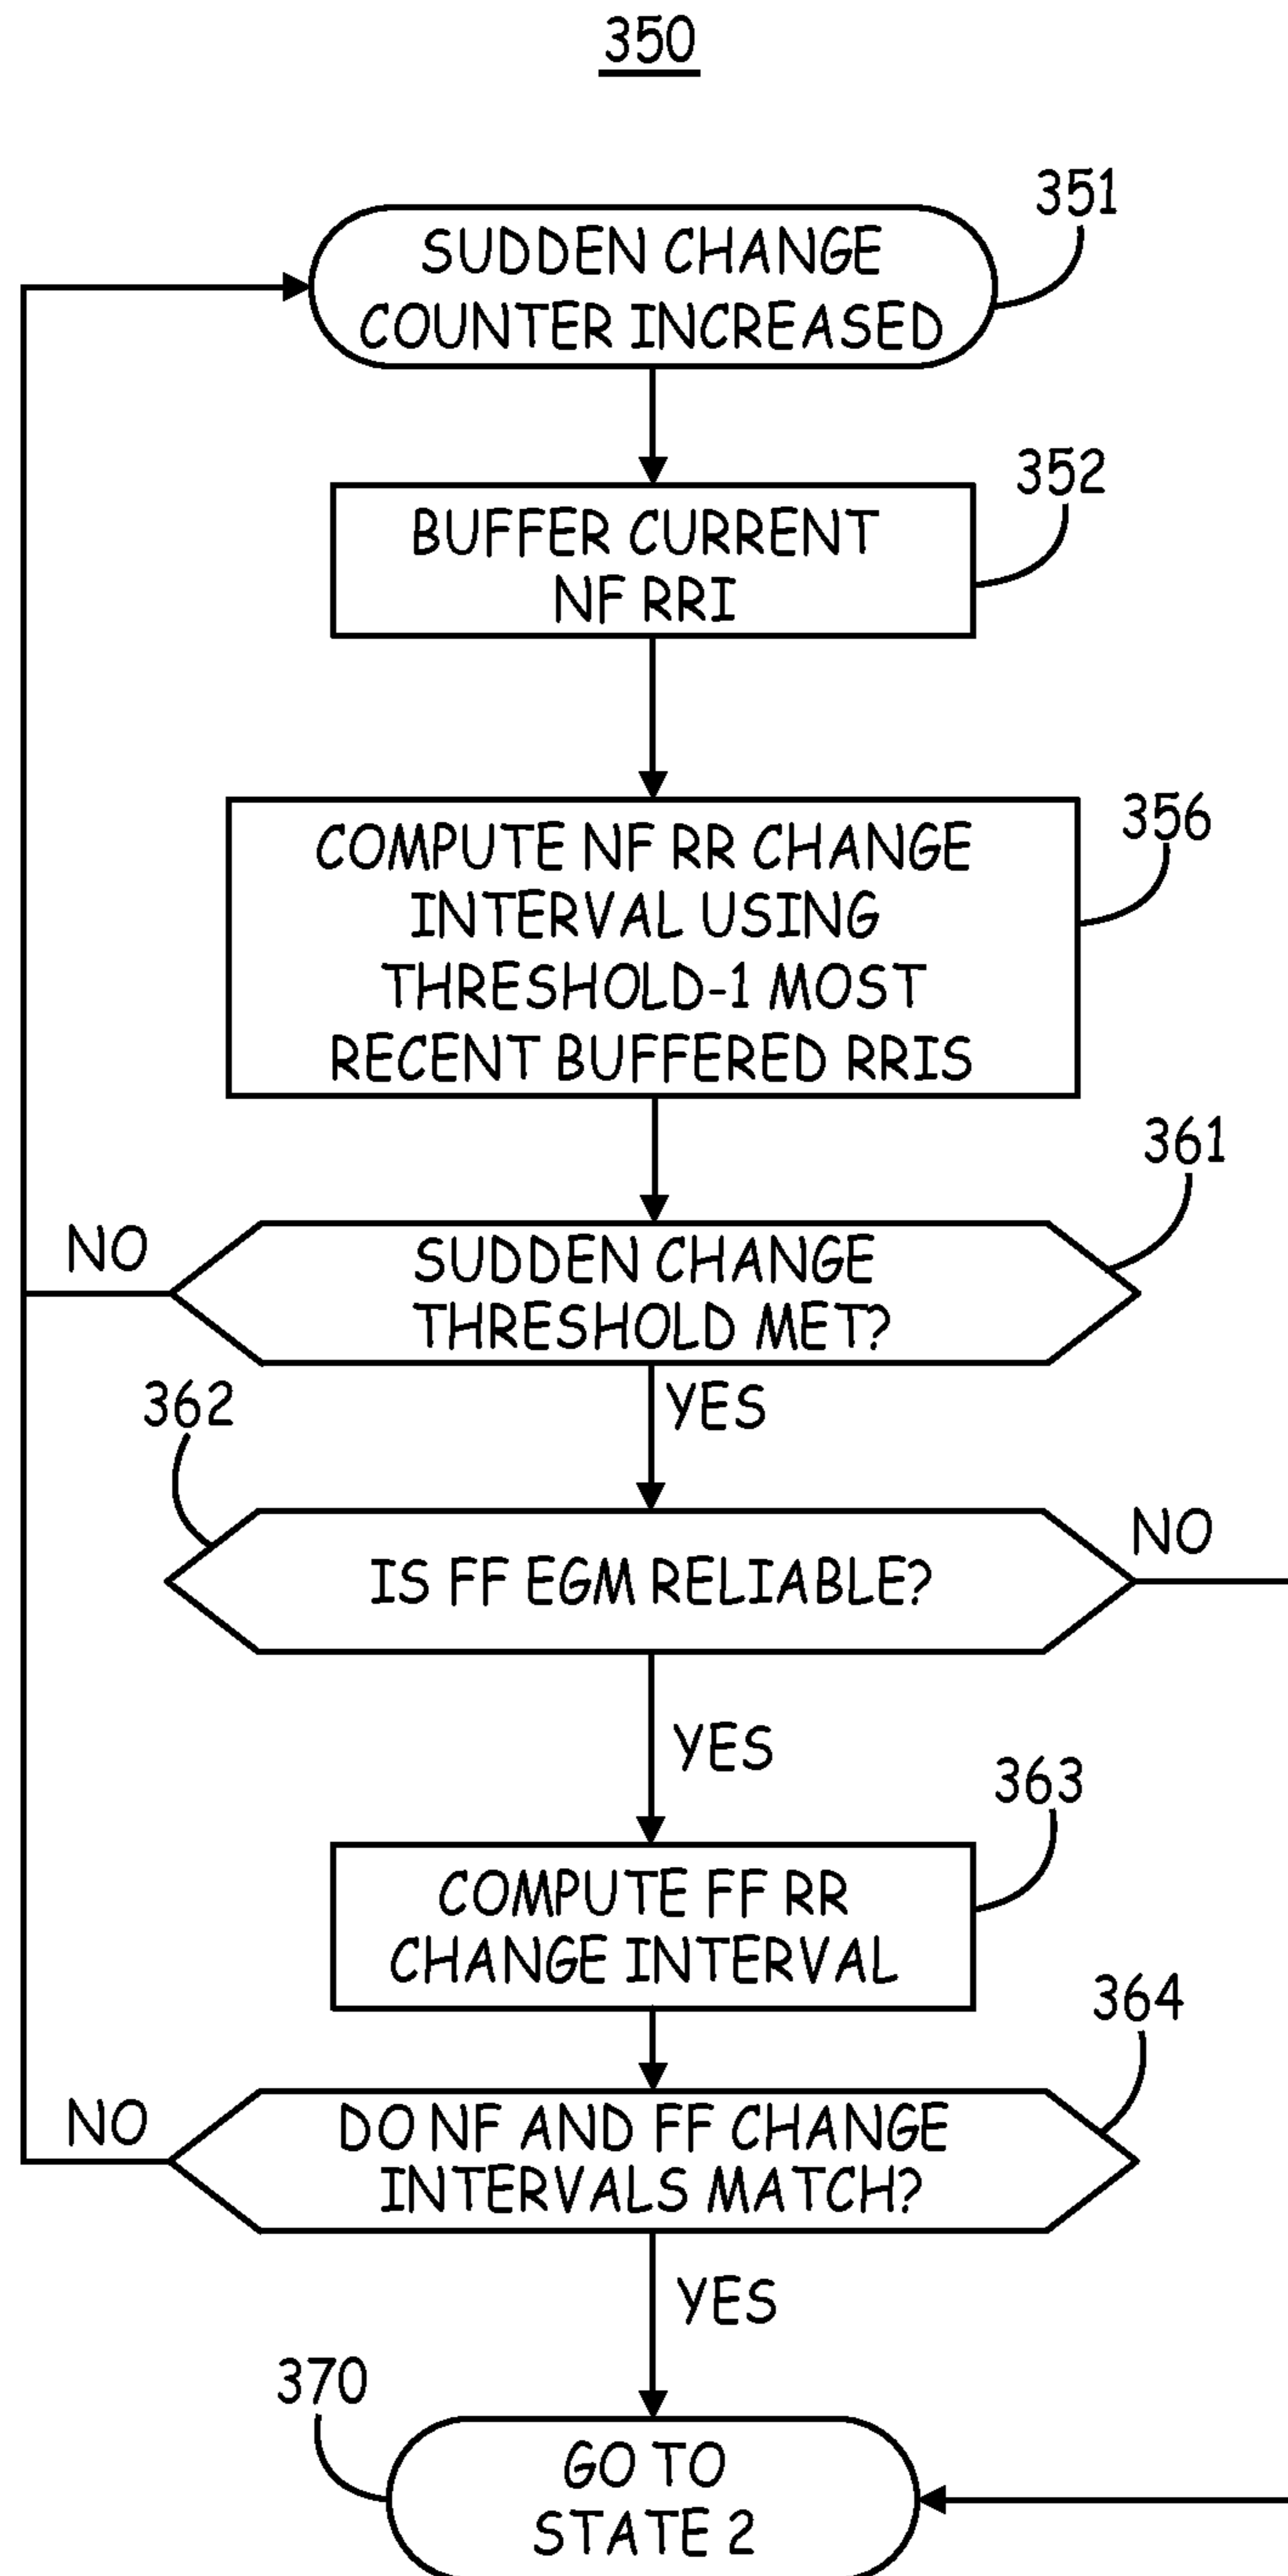 350
351
SUDDEN CHANGE
COUNTER INCREASED
352
BUFFER CURRENT
NF RRI
356
COMPUTE NF RR CHANGE
INTERVAL USING
THRESHOLD-1 MOST
RECENT BUFFERED RRIS
361
NO
SUDDEN CHANGE
THRESHOLD MET?
362
YES
NO
IS FF EGM RELIABLE?
YES
363
COMPUTE FF RR
CHANGE INTERVAL
364
NO
DO NF AND FF CHANGE
INTERVALS MATCH?
YES
370
GO TO
STATE 2